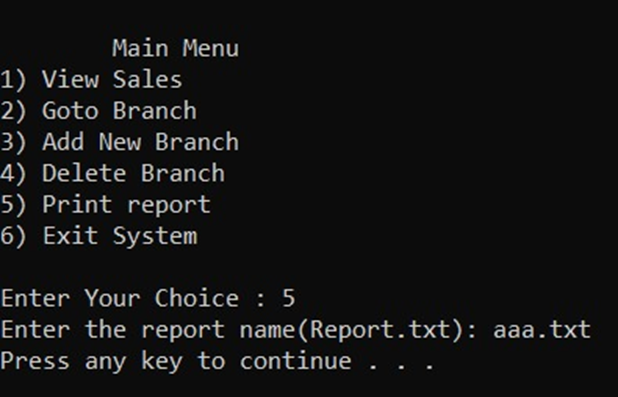 Main Menu
1) View Sales
2) Goto Branch
3) Add New Branch
4) Delete Branch
5) Print report
6) Exit System
Enter Your Choice : 5
Enter the report name(Report.txt): aaa.txt
Press any key to continue . . .